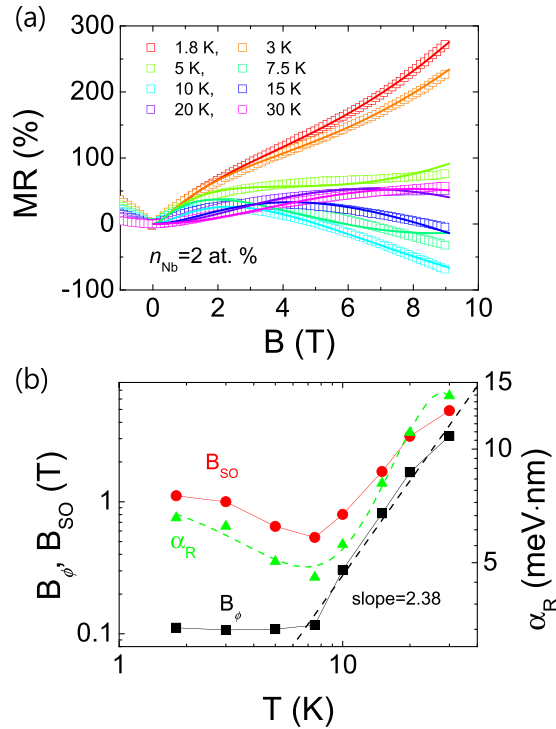 (a)
300
200
100
0
-100
MR (%)
1.8 K, 3 K
5 K, 7.5 K
10 K, 15 K
20 K, 30 K
n_Nb=2 at. %
0 2 4 6 8 10
B (T)
(b)
B_ϕ, B_SO (T)
1
0.1
B_SO
α_R
B_ϕ
slope=2.38
15
10
5
α_R (meV·nm)
1 10
T (K)